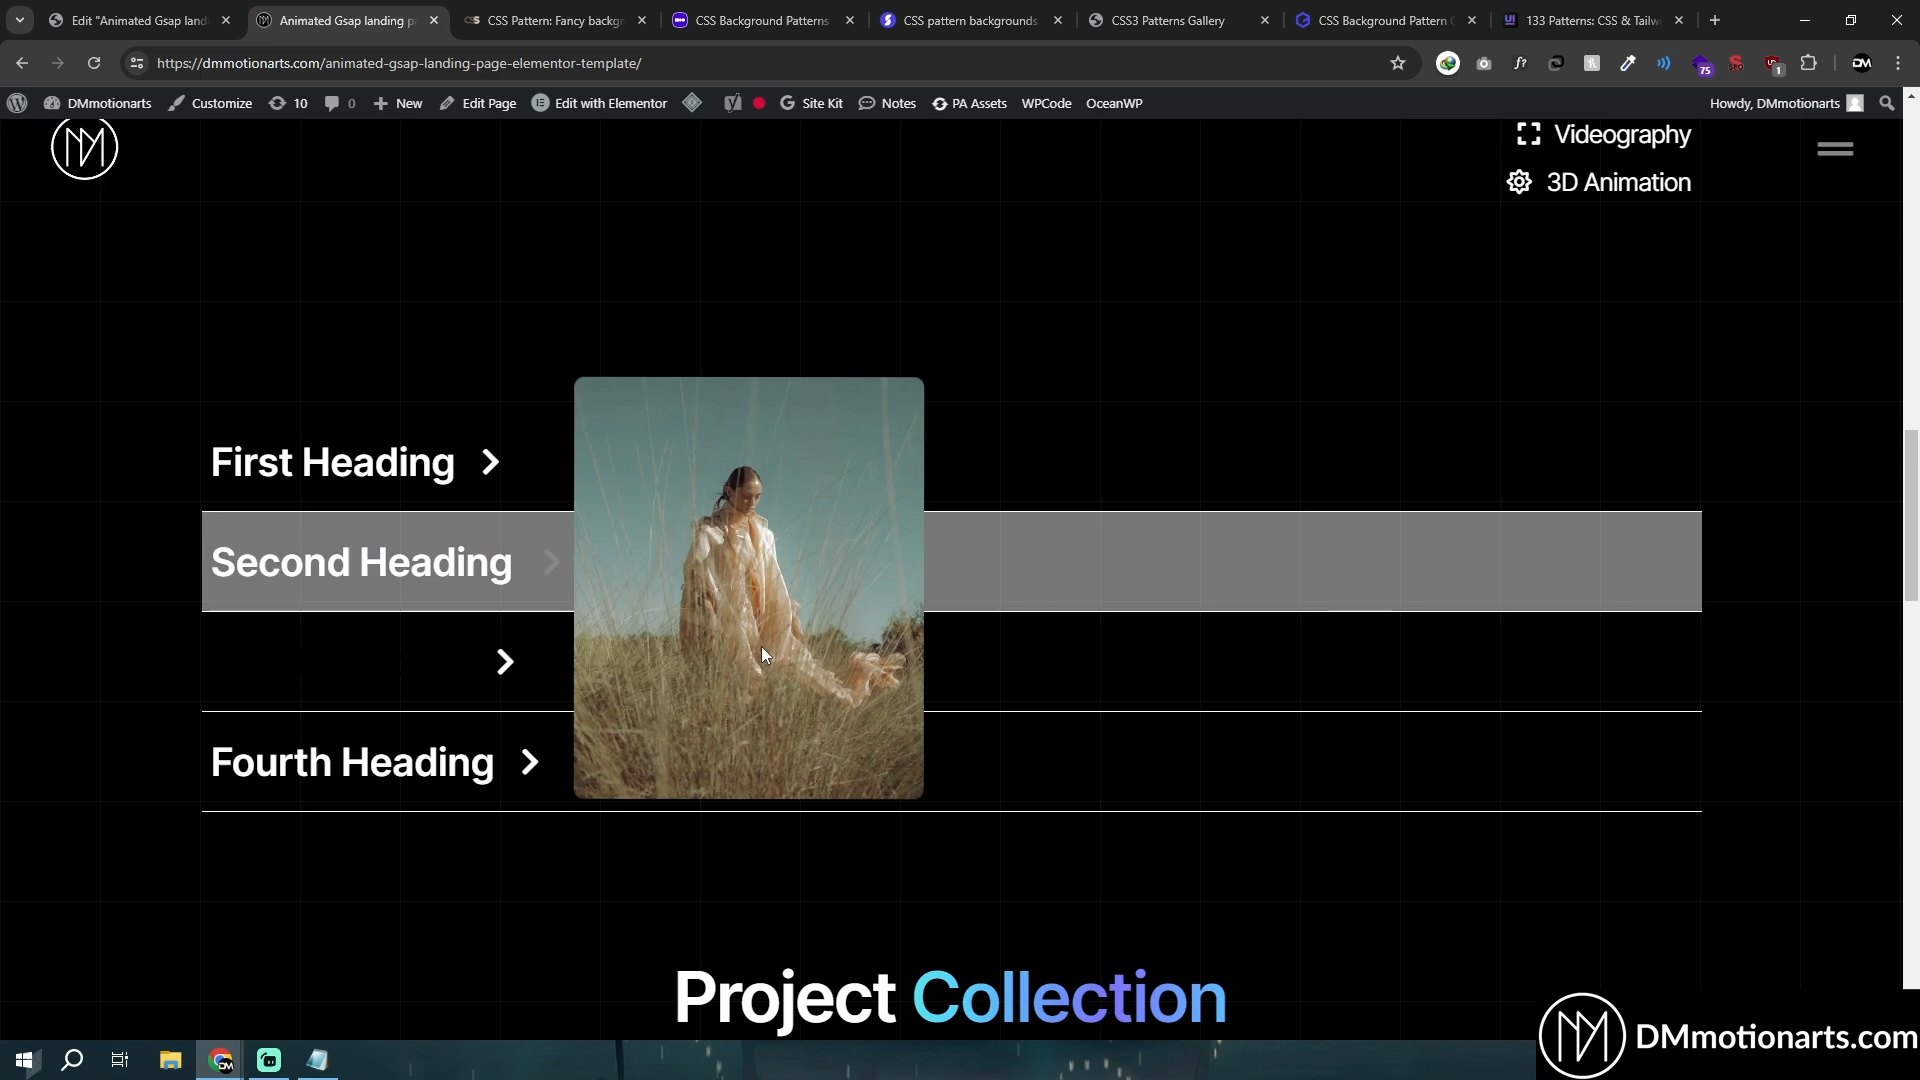 Edit "Animated Gsap land
Animated Gsap landing p
CSS Pattern: Fancy backgr
CSS Background Patterns
CSS pattern backgrounds
CSS3 Patterns Gallery
CSS Background Pattern
133 Patterns: CSS & Tailw
https://dmmotionarts.com/animated-gsap-landing-page-elementor-template/
75
1
DM
DMmotionarts
Customize
10
0
New
Edit Page
Edit with Elementor
Site Kit
Notes
PA Assets
WPCode
OceanWP
Howdy, DMmotionarts
Videography
3D Animation
First Heading
Second Heading
Fourth Heading
Project Collection
DMmotionarts.com